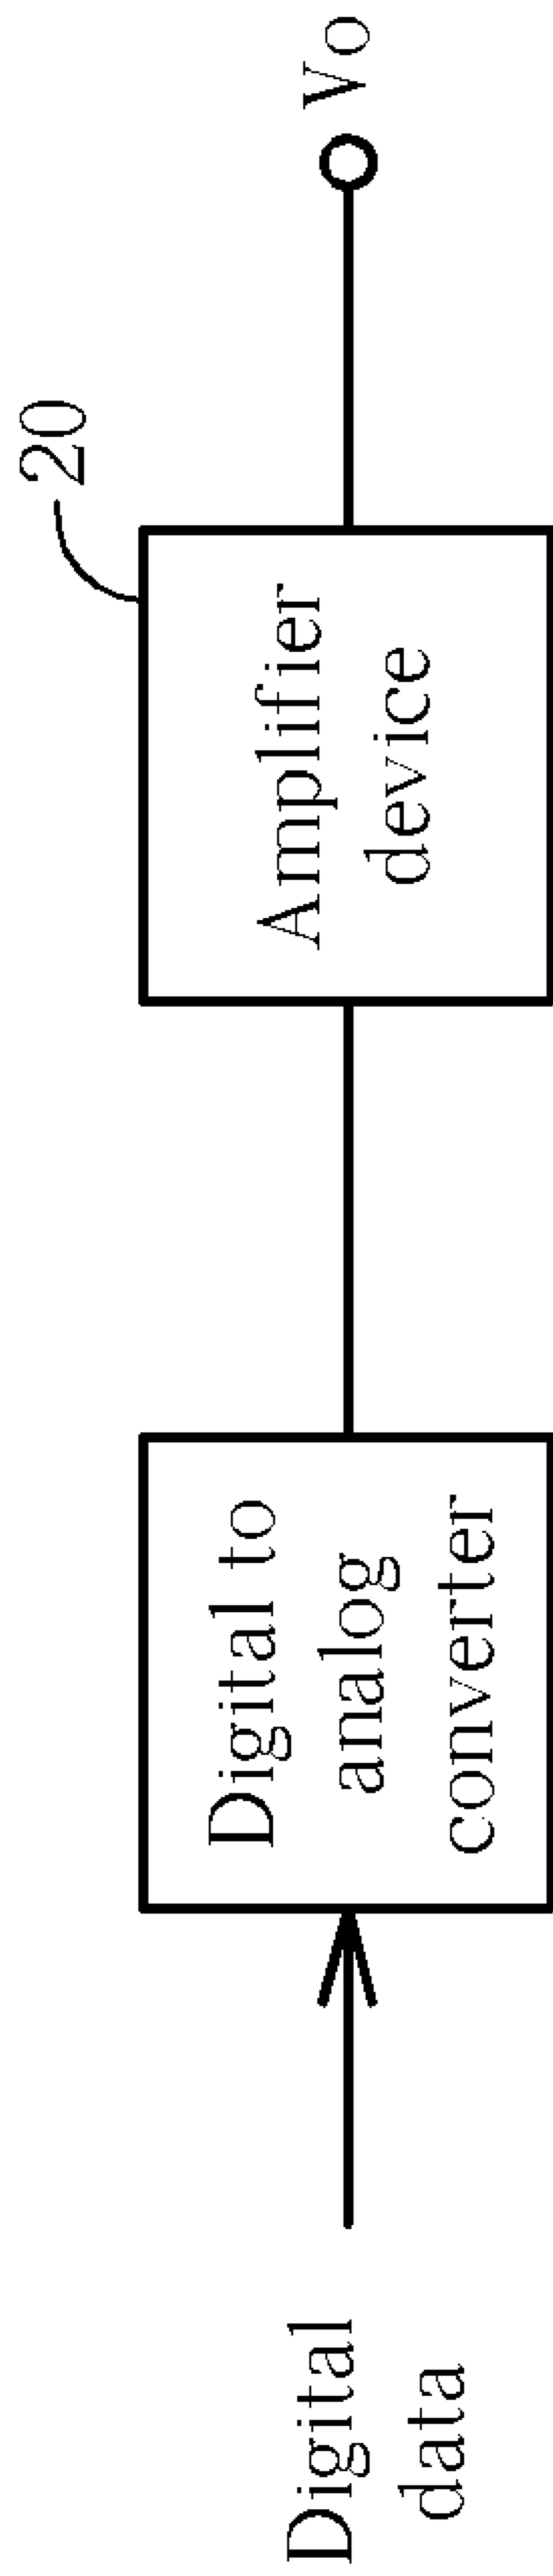 Digital
data
Digital to
analog
converter
Amplifier
device
20
Vo